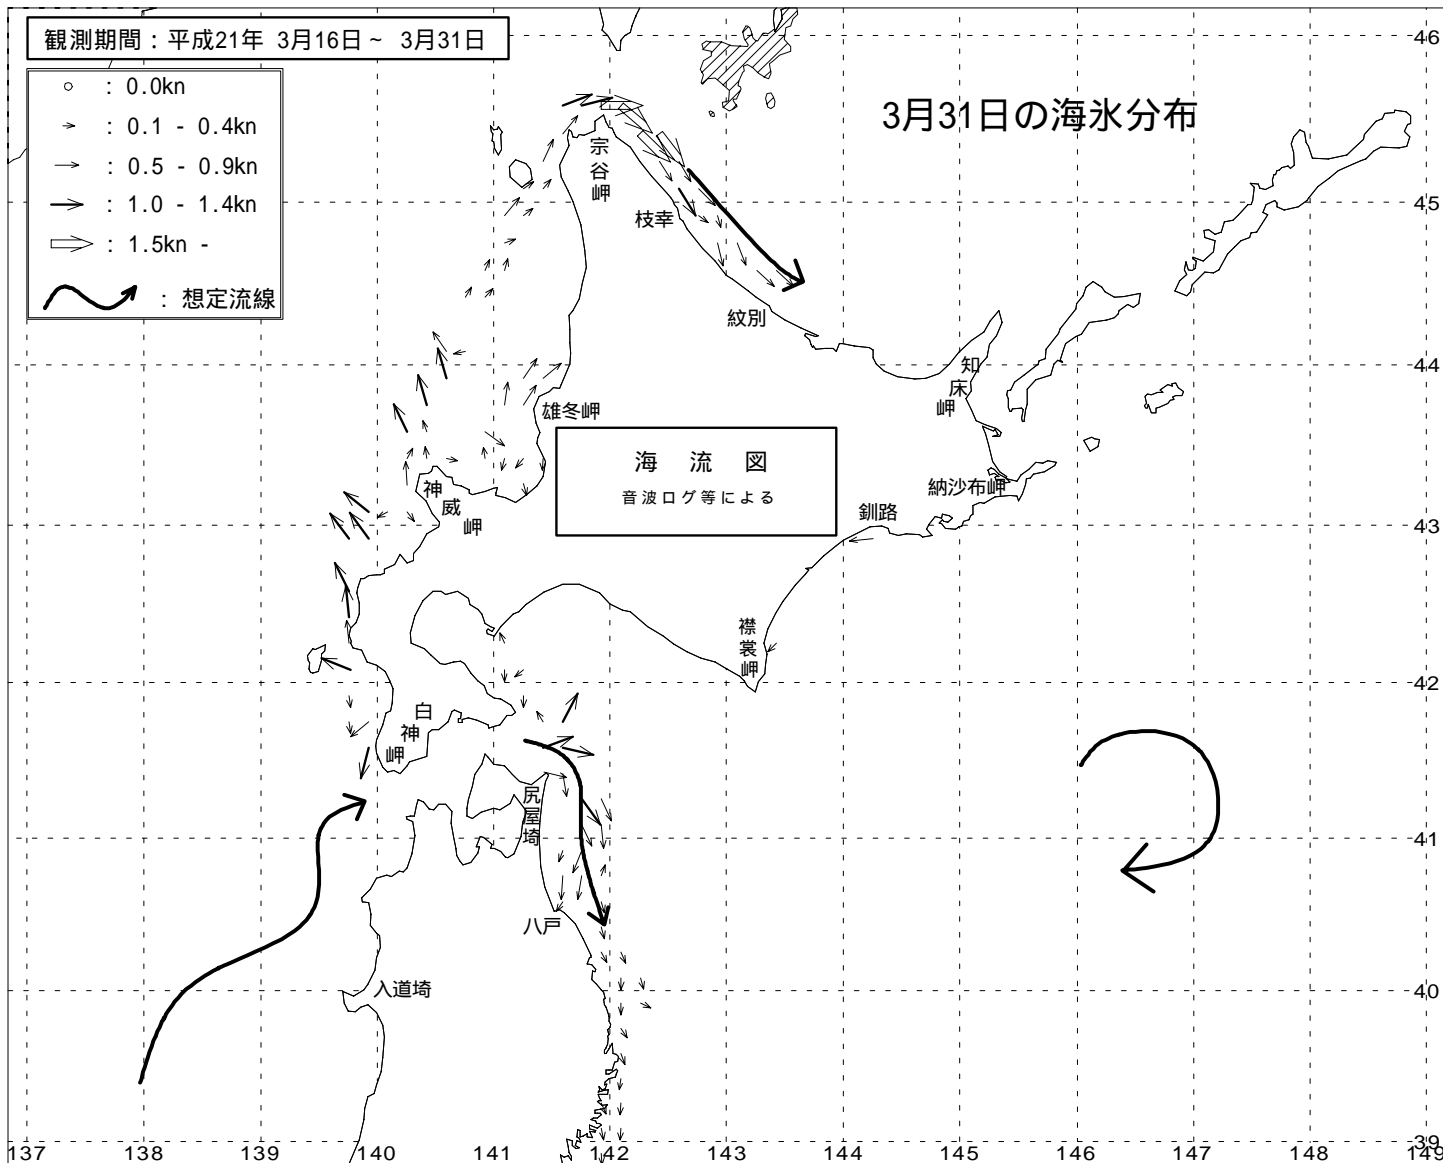 観測期間：平成21年 3月16日~ 3月31日
: 0.0kn
: 0.1 - 0.4kn
: 0.5 - 0.9kn
: 1.0 - 1.4kn
: 1.5kn -
: 想定流線
3月31日の海氷分布
宗谷岬
枝幸
紋別
知床岬
雄冬岬
海 流 図
音波ログ等による
納沙布岬
釧路
神威岬
襟裳岬
白神岬
尻屋埼
八戸
入道埼
46
45
44
43
42
41
40
39
137 138 139 140 141 142 143 144 145 146 147 148 149